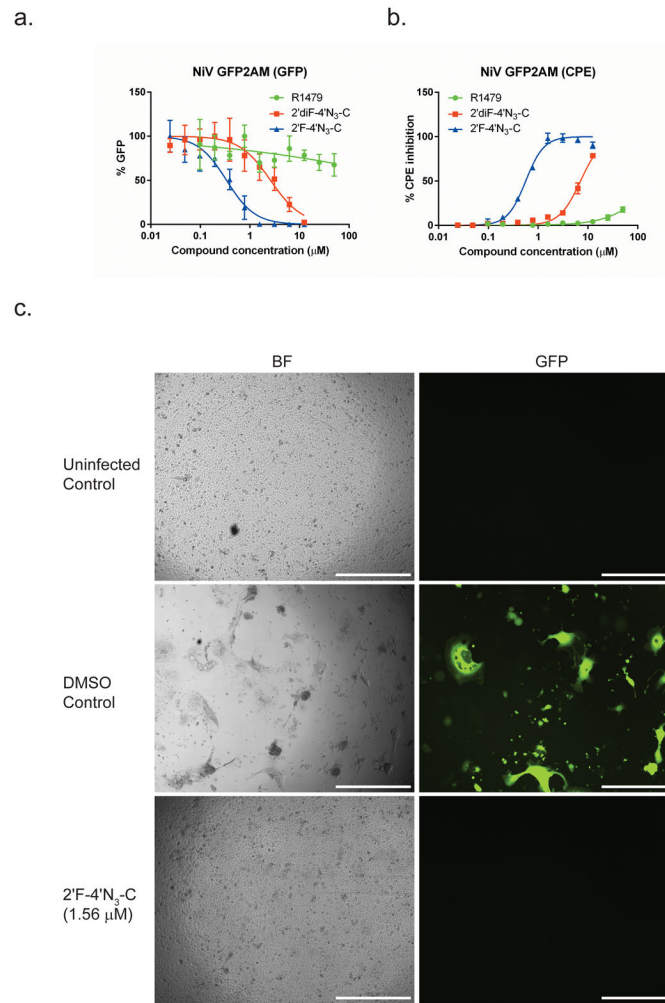 a.
b.
NiV GFP2AM (GFP)
NiV GFP2AM (CPE)
150
100
50
0
% GFP
R1479
2'diF-4'N₃-C
2'F-4'N₃-C
0.01
0.1
1
10
100
Compound concentration (µM)
150
100
50
0
% CPE inhibition
R1479
2'diF-4'N₃-C
2'F-4'N₃-C
0.01
0.1
1
10
100
Compound concentration (µM)
c.
BF
GFP
Uninfected
Control
DMSO
Control
2'F-4'N₃-C
(1.56 µM)